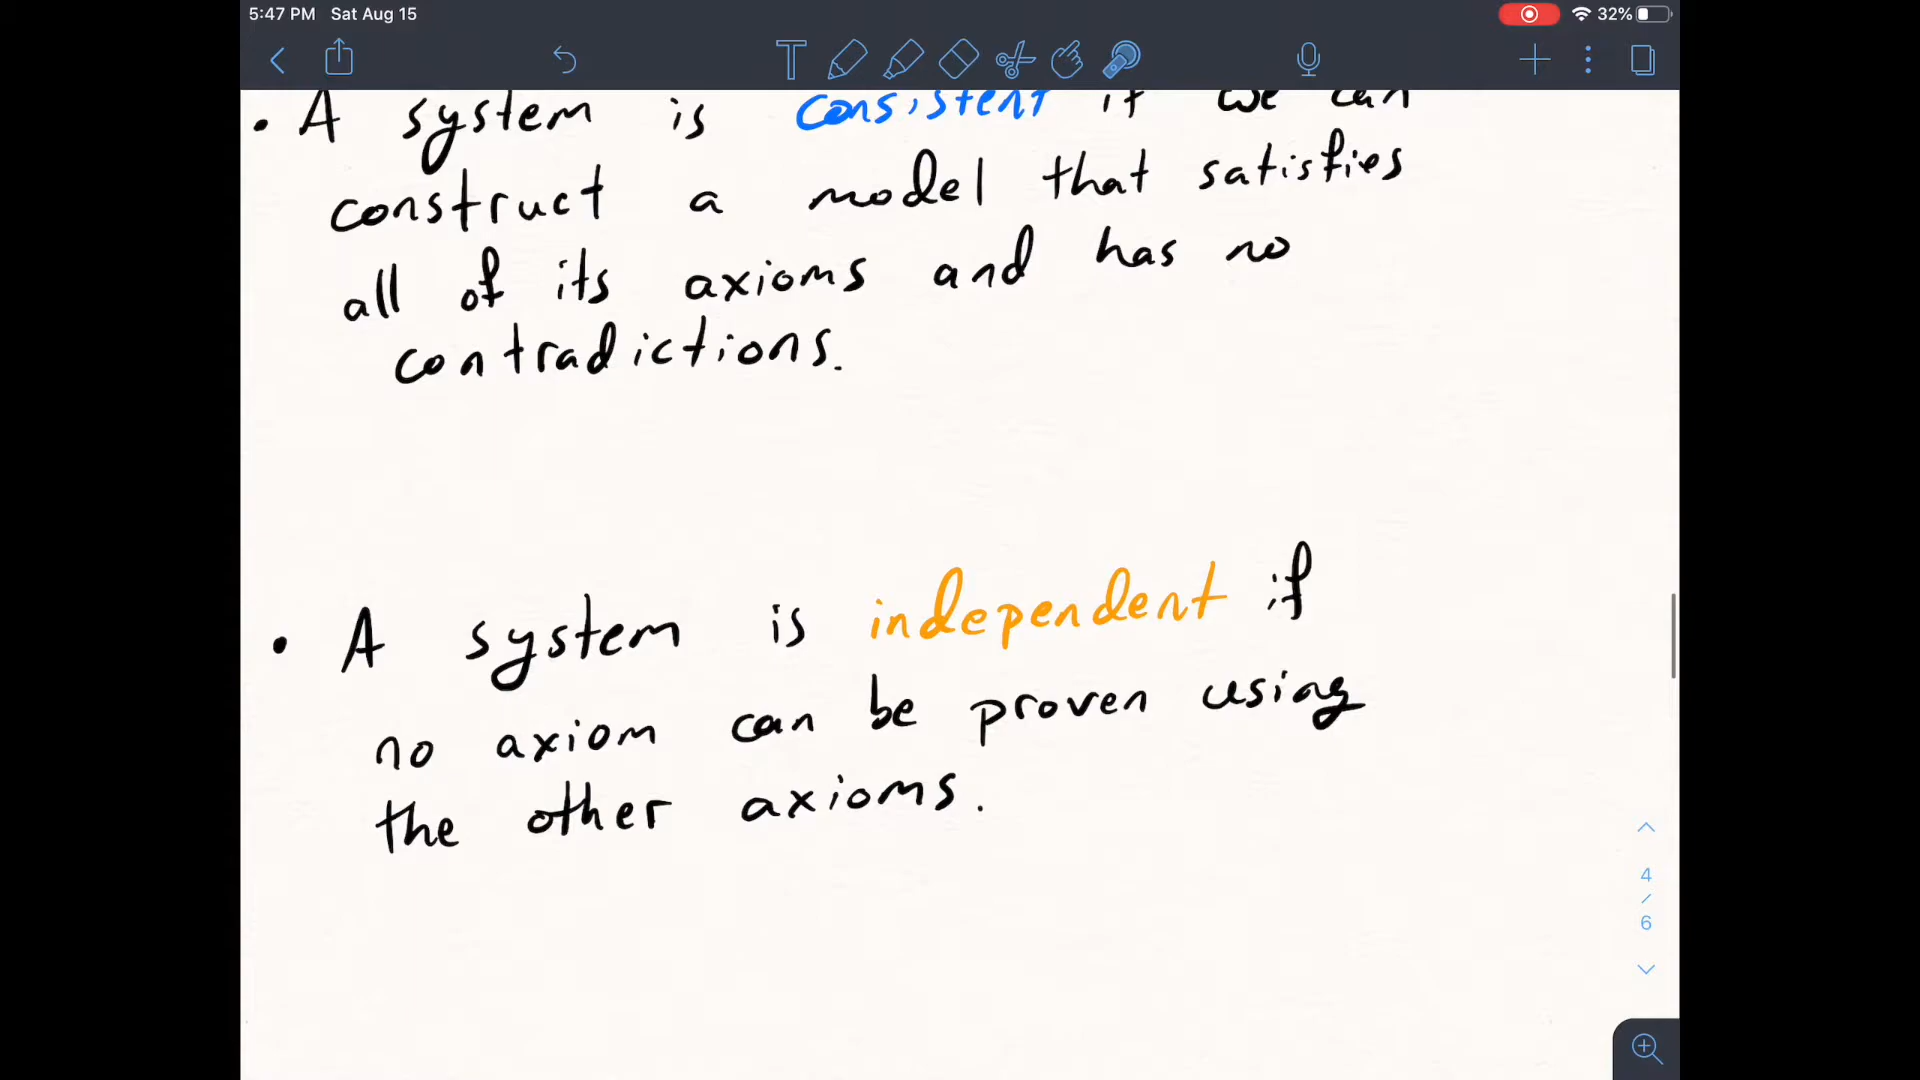 5:47 PM Sat Aug 15
32%
T
• A system is consistent if we can
construct a model that satisfies
all of its axioms and has no
contradictions.
• A system is independent if
no axiom can be proven using
the other axioms.
4
/
6